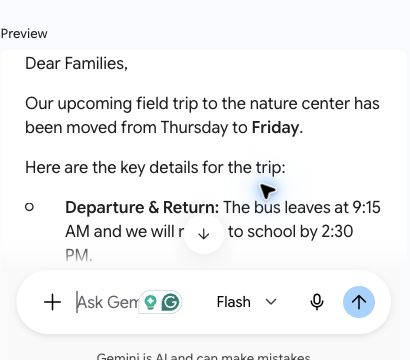 Preview
Dear Families,
Our upcoming field trip to the nature center has
been moved from Thursday to Friday.
Here are the key details for the trip:
Departure & Return: The bus leaves at 9:15
AM and we will to school by 2:30
PM.
Ask Gem
Flash
Gemini is AI and can make mistakes